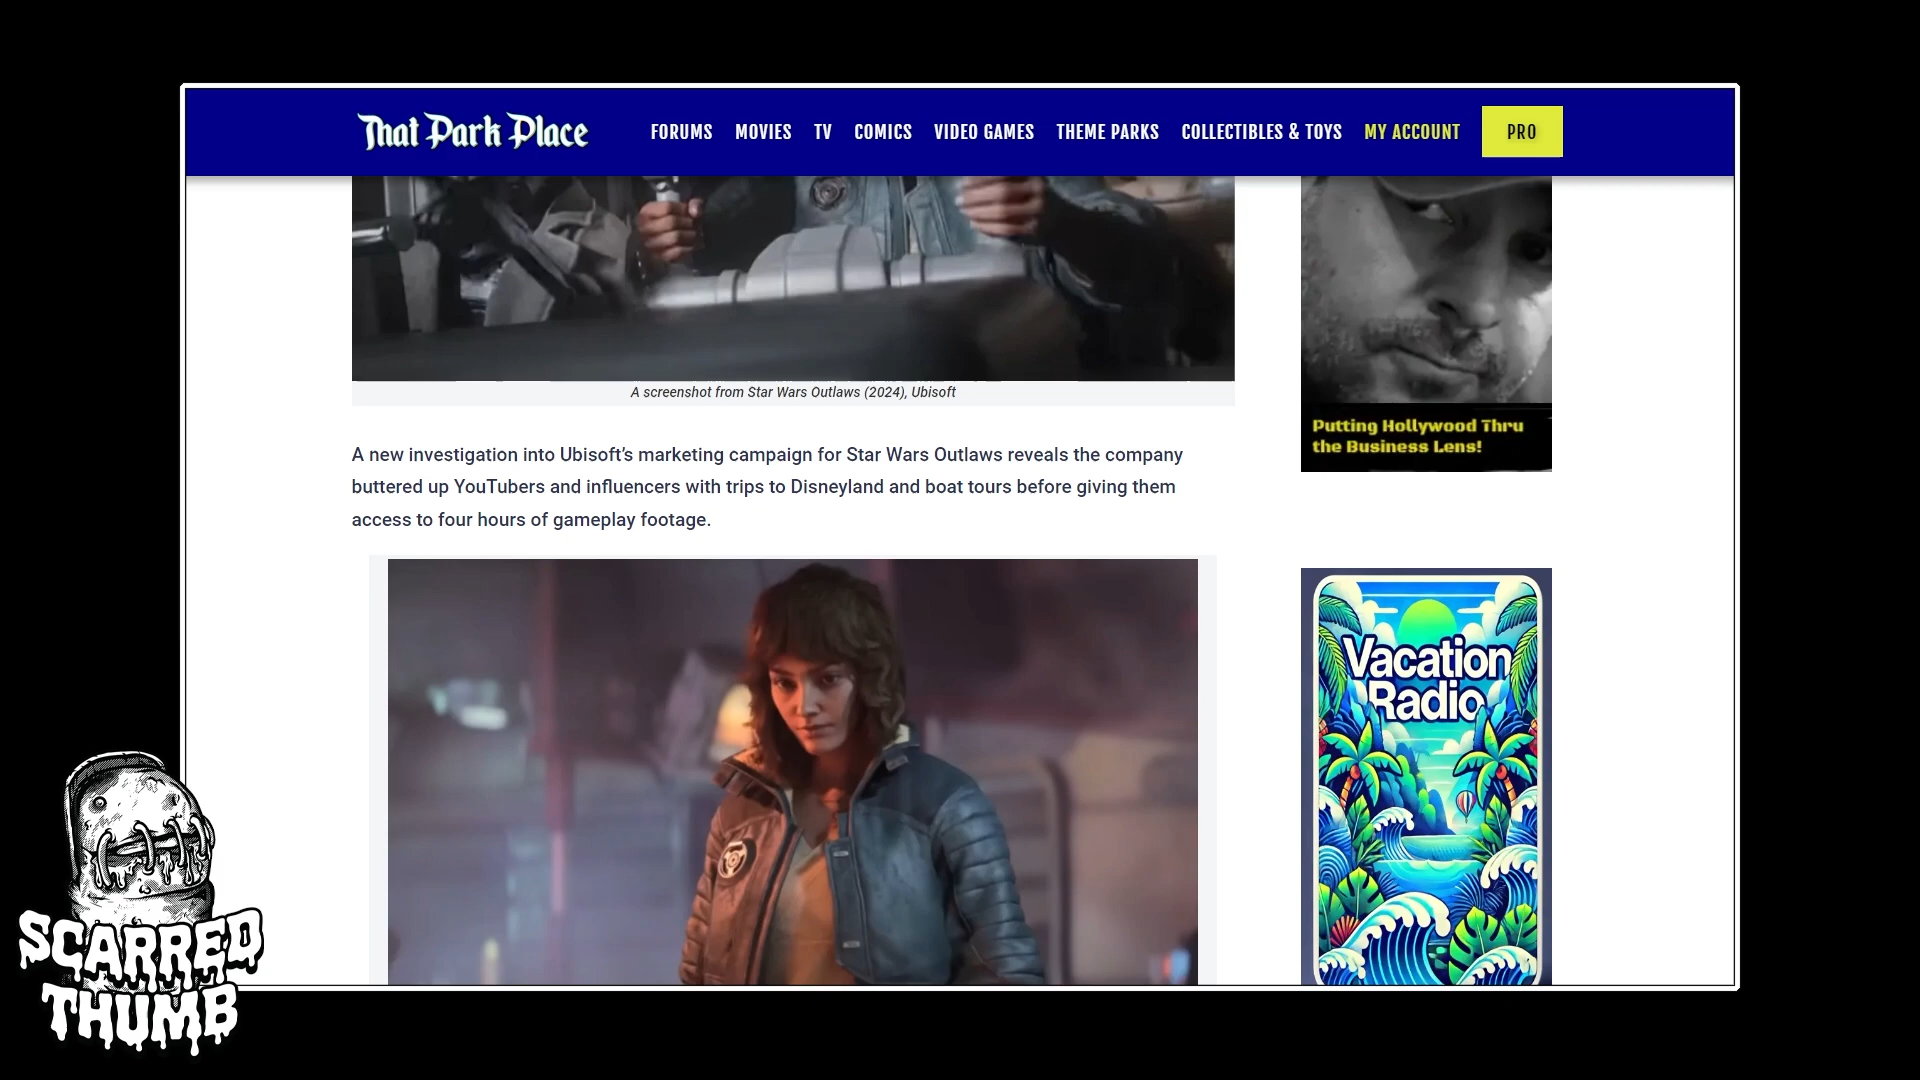 That Park Place
FORUMS MOVIES TV COMICS VIDEO GAMES THEME PARKS COLLECTIBLES & TOYS MY ACCOUNT PRO
A screenshot from Star Wars Outlaws (2024), Ubisoft
A new investigation into Ubisoft’s marketing campaign for Star Wars Outlaws reveals the company
buttered up YouTubers and influencers with trips to Disneyland and boat tours before giving them
access to four hours of gameplay footage.
Putting Hollywood Thru
the Business Lens!
Vacation
Radio
SCARRED
THUMB